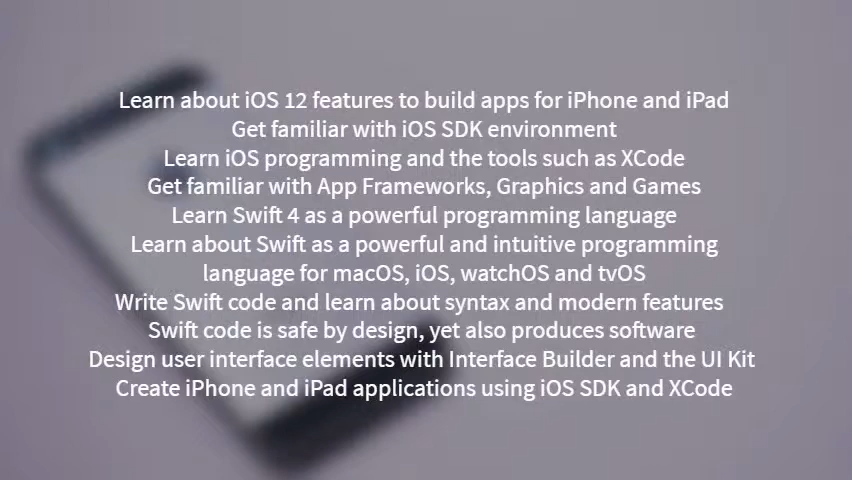 Learn about iOS 12 features to build apps for iPhone and iPad
Get familiar with iOS SDK environment
Learn iOS programming and the tools such as XCode
Get familiar with App Frameworks, Graphics and Games
Learn Swift 4 as a powerful programming language
Learn about Swift as a powerful and intuitive programming
language for macOS, iOS, watchOS and tvOS
Write Swift code and learn about syntax and modern features
Swift code is safe by design, yet also produces software
Design user interface elements with Interface Builder and the UI Kit
Create iPhone and iPad applications using iOS SDK and XCode